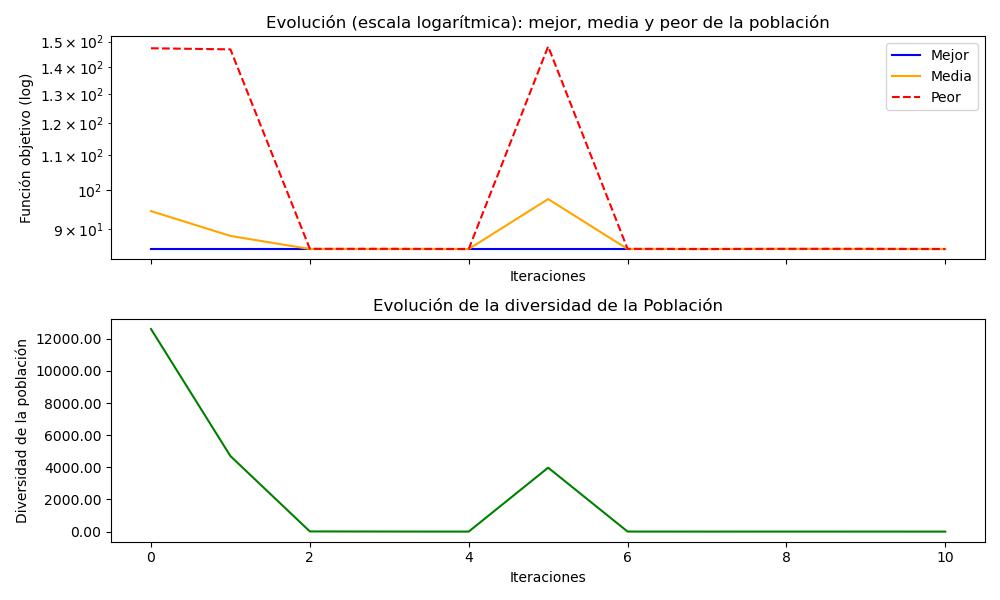 Evolución (escala logarítmica): mejor, media y peor de la población
Función objetivo (log)
1.5 × 10²
1.4 × 10²
1.3 × 10²
1.2 × 10²
1.1 × 10²
10²
9 × 10¹
Mejor
Media
Peor
Iteraciones
Evolución de la diversidad de la Población
Diversidad de la población
12000.00
10000.00
8000.00
6000.00
4000.00
2000.00
0.00
0 2 4 6 8 10
Iteraciones